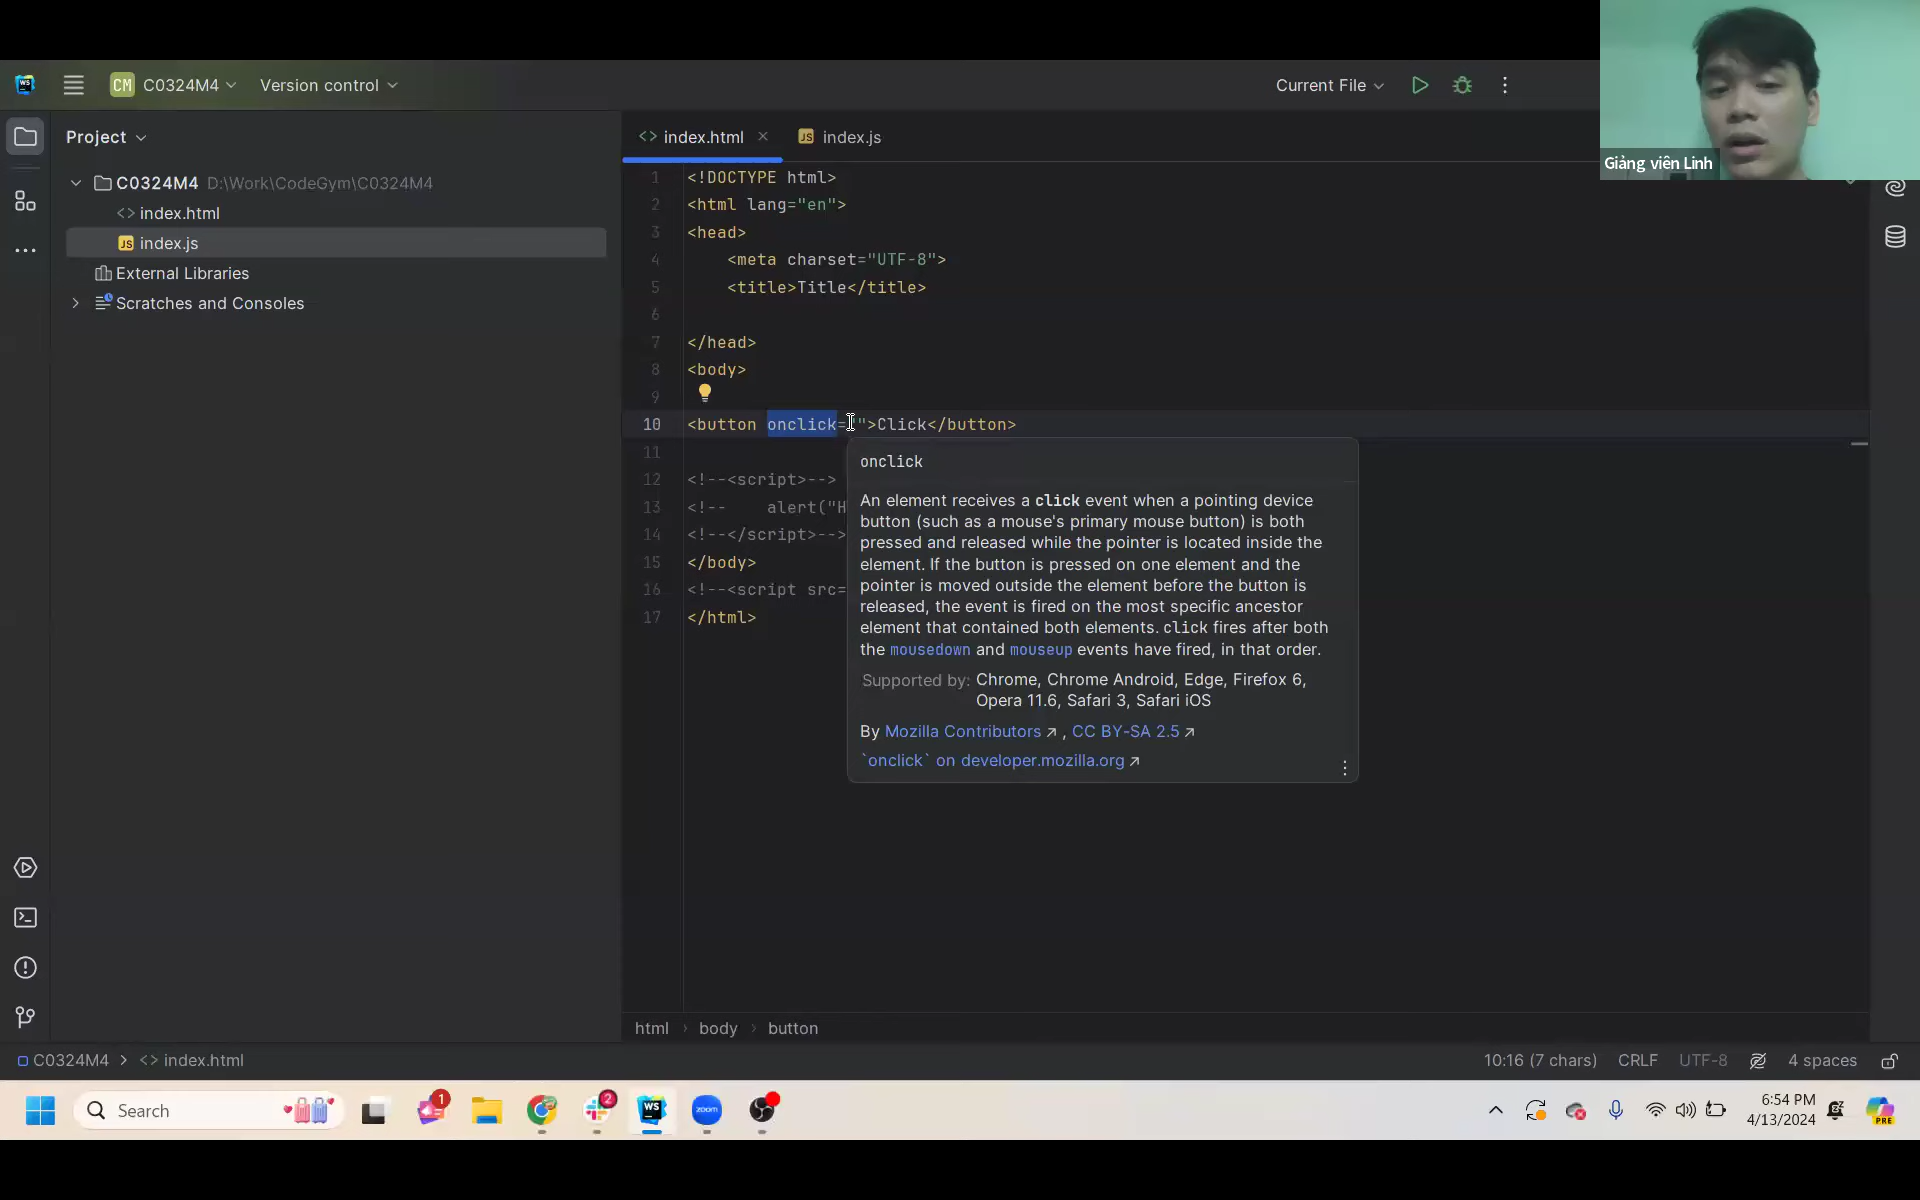 WS
CM C0324M4
Version control
Current File
Giảng viên Linh
Project
index.html
JS index.js
C0324M4 D:\Work\CodeGym\C0324M4
index.html
JS index.js
External Libraries
Scratches and Consoles
1 <!DOCTYPE html>
2 <html lang="en">
3 <head>
4 <meta charset="UTF-8">
5 <title>Title</title>
6
7 </head>
8 <body>
9
10 <button onclick="">Click</button>
11
12 <!--<script>-->
13 <!-- alert("H
14 <!--</script>-->
15 </body>
16 <!--<script src=
17 </html>
onclick
An element receives a click event when a pointing device
button (such as a mouse's primary mouse button) is both
pressed and released while the pointer is located inside the
element. If the button is pressed on one element and the
pointer is moved outside the element before the button is
released, the event is fired on the most specific ancestor
element that contained both elements. click fires after both
the mousedown and mouseup events have fired, in that order.
Supported by: Chrome, Chrome Android, Edge, Firefox 6,
Opera 11.6, Safari 3, Safari iOS
By Mozilla Contributors ↗ , CC BY-SA 2.5 ↗
`onclick` on developer.mozilla.org ↗
html › body › button
C0324M4 > <> index.html
10:16 (7 chars) CRLF UTF-8 4 spaces
Search
1
2
WS
zoom
6:54 PM
4/13/2024
PRE